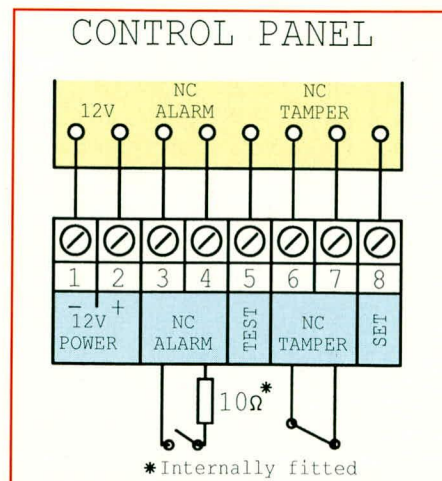 CONTROL PANEL
NC NC
12V ALARM TAMPER
1 2 3 4 5 6 7 8
- +
12V
POWER
NC
ALARM
TEST
NC
TAMPER
SET
10Ω*
*Internally fitted